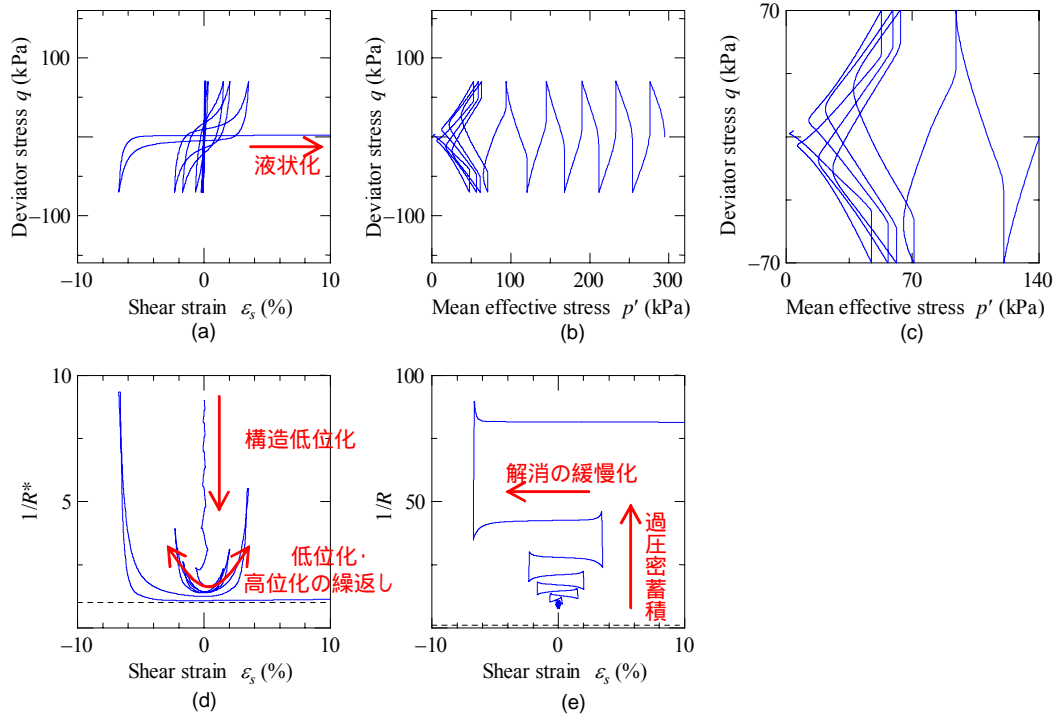 100
−100
Deviator stress q (kPa)
液状化
−10
0
10
Shear strain εs (%)
(a)
100
−100
Deviator stress q (kPa)
0
100
200
300
Mean effective stress p′ (kPa)
(b)
70
−70
Deviator stress q (kPa)
0
70
140
Mean effective stress p′ (kPa)
(c)
10
5
1/R*
構造低位化
低位化・
高位化の繰返し
−10
0
10
Shear strain εs (%)
(d)
100
50
0
1/R
解消の緩慢化
過圧密蓄積
−10
0
10
Shear strain εs (%)
(e)